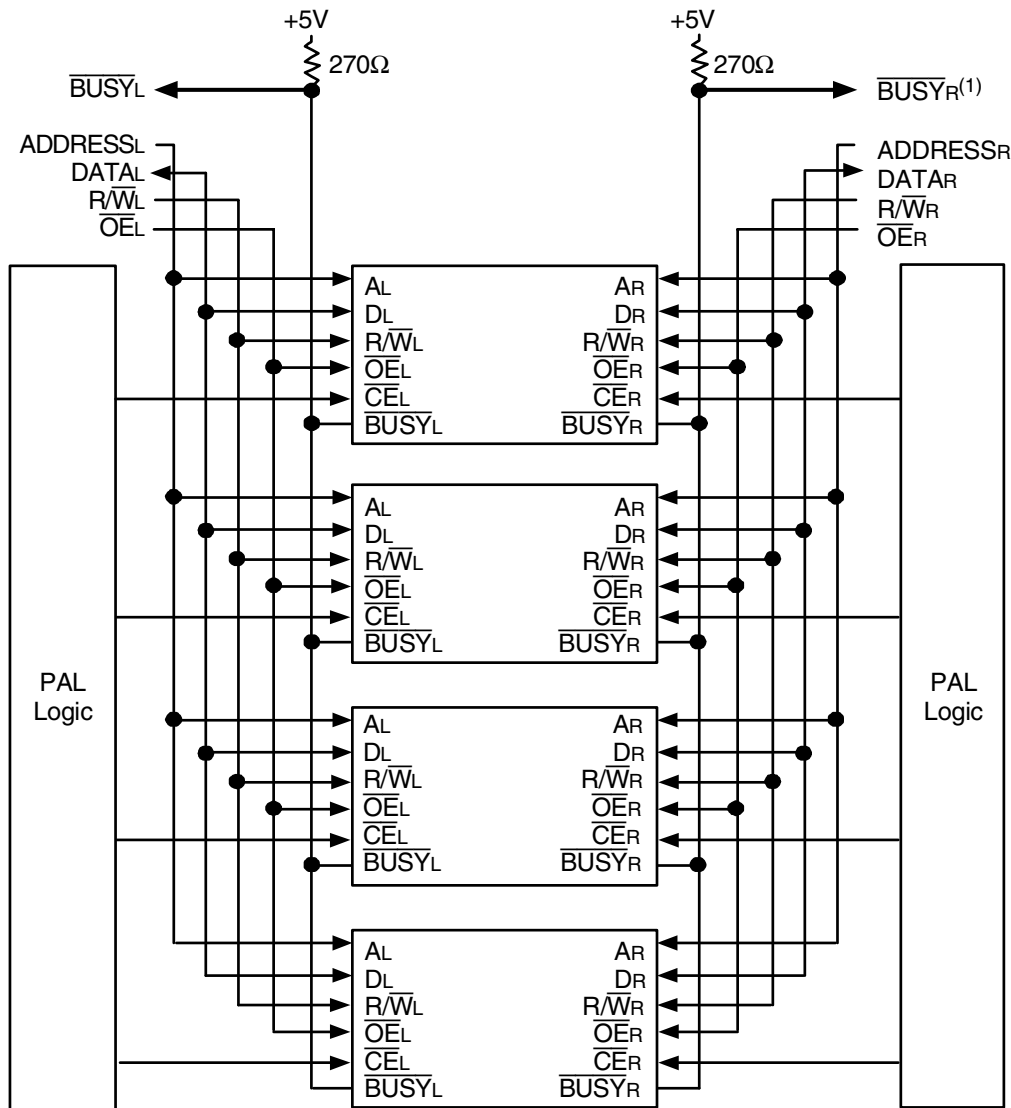 +5V +5V
270Ω 270Ω
BUSYL BUSYR(1)
ADDRESSL ADDRESSR
DATAL DATAR
R/WL R/WR
OEL OER
AL AR
DL DR
R/WL R/WR
OEL OER
CEL CER
BUSYL BUSYR
AL AR
DL DR
R/WL R/WR
OEL OER
CEL CER
BUSYL BUSYR
PAL Logic
PAL Logic
AL AR
DL DR
R/WL R/WR
OEL OER
CEL CER
BUSYL BUSYR
AL AR
DL DR
R/WL R/WR
OEL OER
CEL CER
BUSYL BUSYR